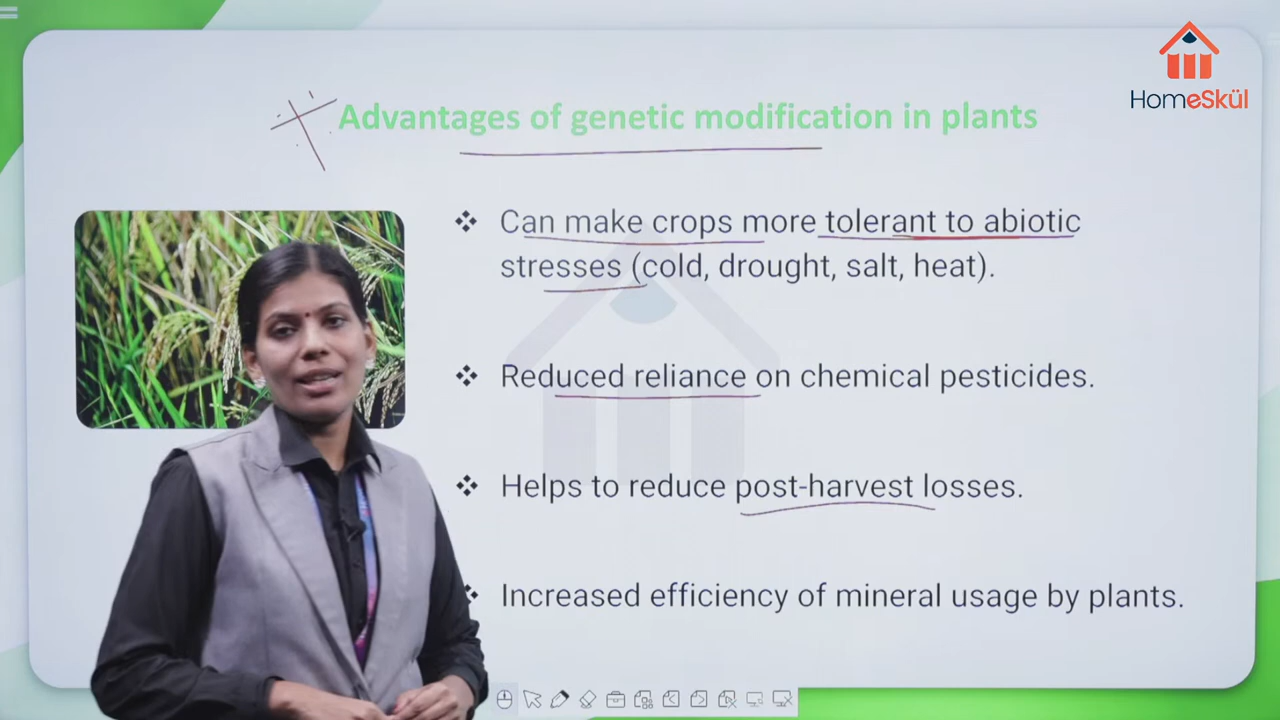 HomeSkül
Advantages of genetic modification in plants
❖ Can make crops more tolerant to abiotic
stresses (cold, drought, salt, heat).
❖ Reduced reliance on chemical pesticides.
❖ Helps to reduce post-harvest losses.
❖ Increased efficiency of mineral usage by plants.